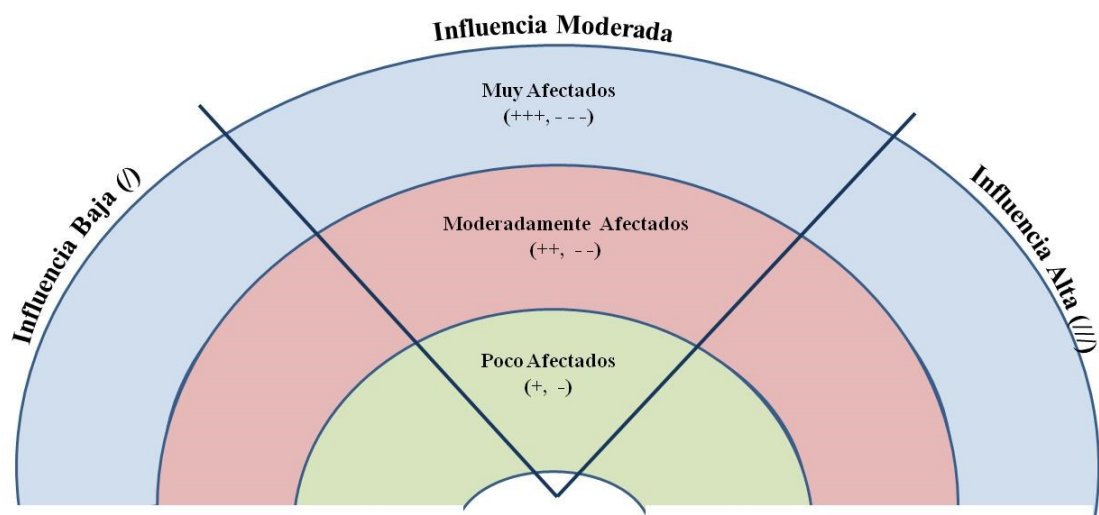 Influencia Moderada
Muy Afectados
(+++, - - -)
Influencia Baja (/)
Influencia Alta (///)
Moderadamente Afectados
(++, - -)
Poco Afectados
(+, -)